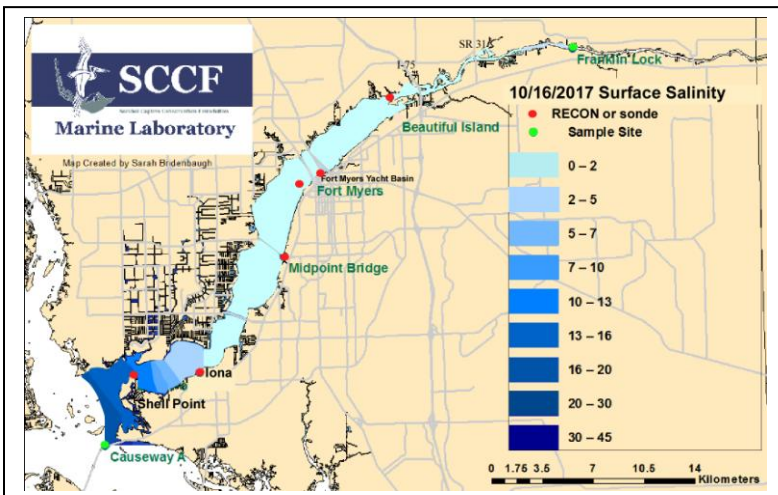 SCCF
Marine Laboratory
Map Created by Sarah Bridenbaugh
SR 31
I-75
Franklin Lock
Beautiful Island
Fort Myers Yacht Basin
Fort Myers
Midpoint Bridge
Iona
Shell Point
Causeway A
10/16/2017 Surface Salinity
RECON or sonde
Sample Site
0 – 2
2 – 5
5 – 7
7 – 10
10 – 13
13 – 16
16 – 20
20 – 30
30 – 45
0 1.75 3.5 7 10.5 14
Kilometers